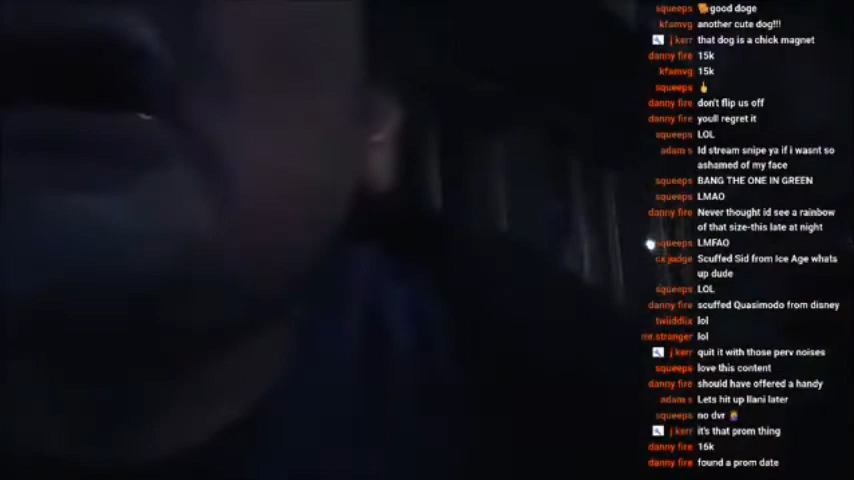 squeeps 🐕good doge
kfamvg another cute dog!!!
j kerr that dog is a chick magnet
danny fire 15k
kfamvg 15k
squeeps 🖕
danny fire don't flip us off
danny fire youll regret it
squeeps LOL
adam s Id stream snipe ya if i wasnt so
ashamed of my face
squeeps BANG THE ONE IN GREEN
squeeps LMAO
danny fire Never thought id see a rainbow
of that size-this late at night
squeeps LMFAO
Scuffed Sid from Ice Age whats
up dude
squeeps LOL
danny fire scuffed Quasimodo from disney
twiiddlix lol
mr.stranger lol
j kerr quit it with those perv noises
squeeps love this content
danny fire should have offered a handy
adam s Lets hit up llani later
squeeps no dvr
j kerr it's that prom thing
danny fire 16k
danny fire found a prom date